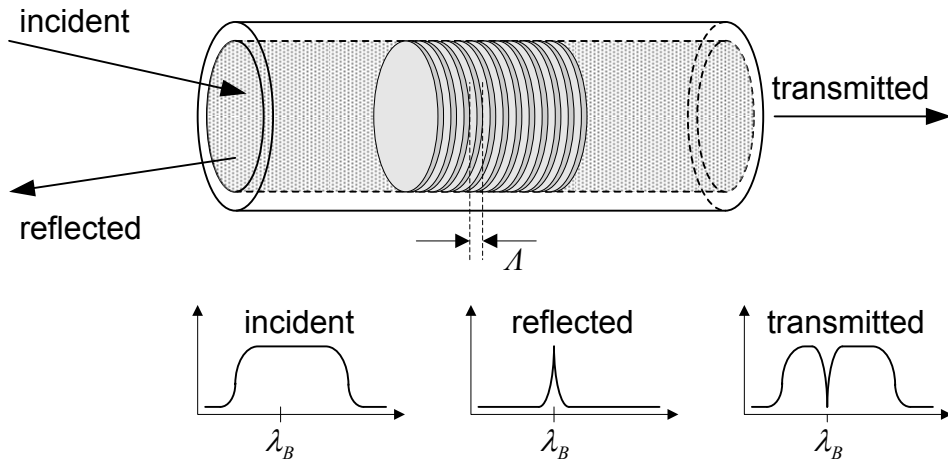 incident
transmitted
reflected
Λ
incident
reflected
transmitted
λB
λB
λB